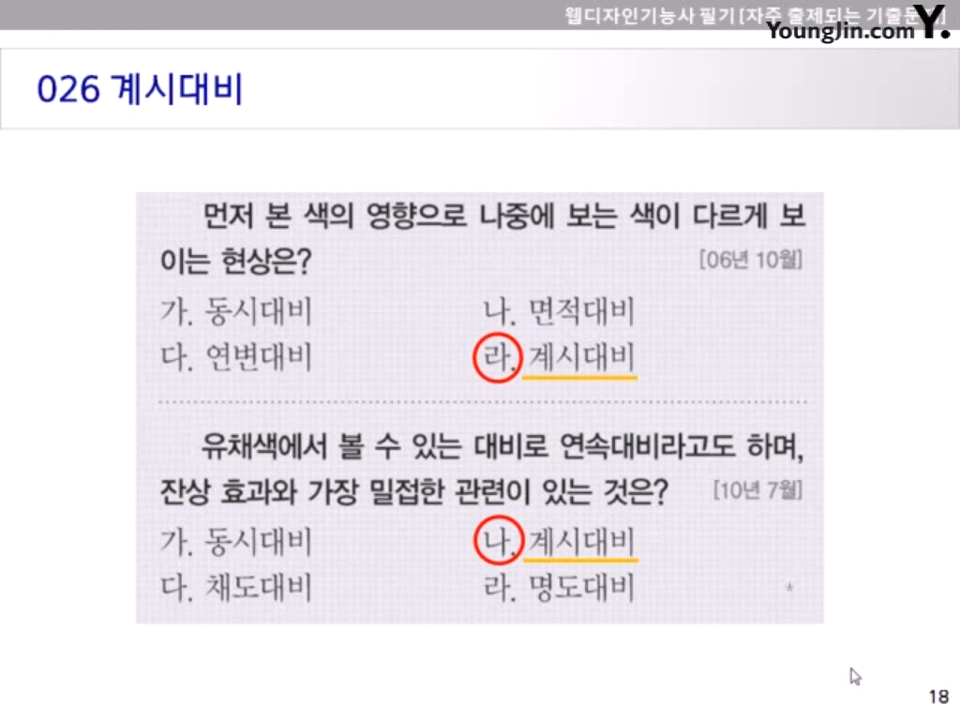 웹디자인기능사 필기 [자주 출제되는 기출문제]
YoungJin.com Y.
026 계시대비
먼저 본 색의 영향으로 나중에 보는 색이 다르게 보
이는 현상은? [06년 10월]
가. 동시대비 나. 면적대비
다. 연변대비 라. 계시대비
유채색에서 볼 수 있는 대비로 연속대비라고도 하며,
잔상 효과와 가장 밀접한 관련이 있는 것은? [10년 7월]
가. 동시대비 나. 계시대비
다. 채도대비 라. 명도대비 *
18